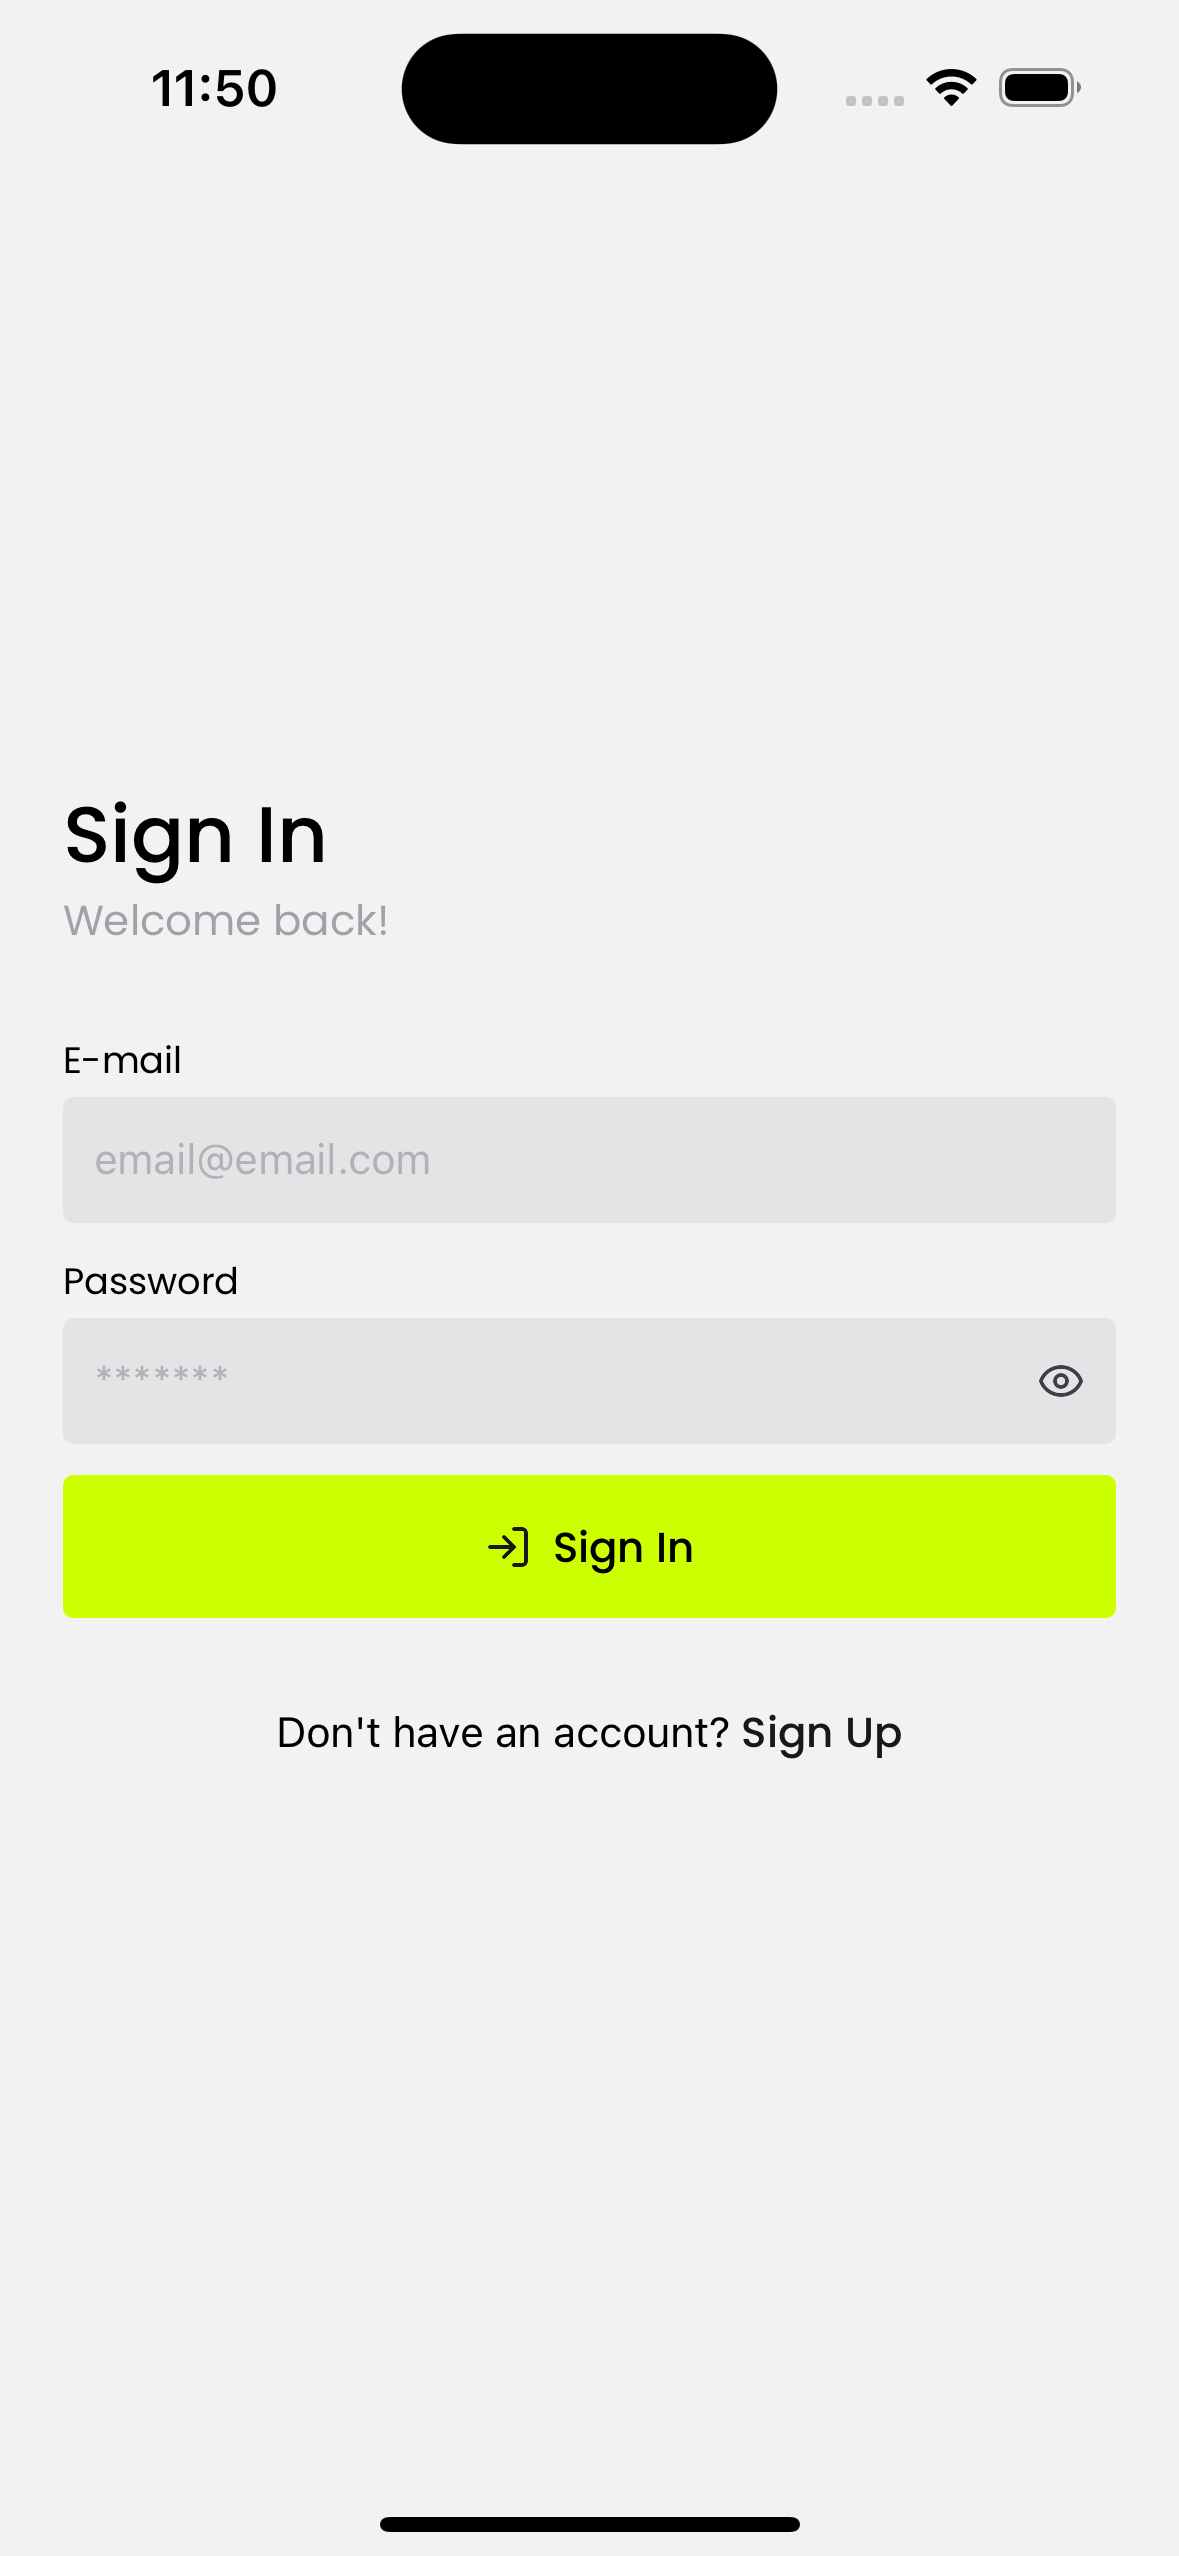 11:50
Sign In
Welcome back!
E-mail
email@email.com
Password
*******
Sign In
Don't have an account? Sign Up